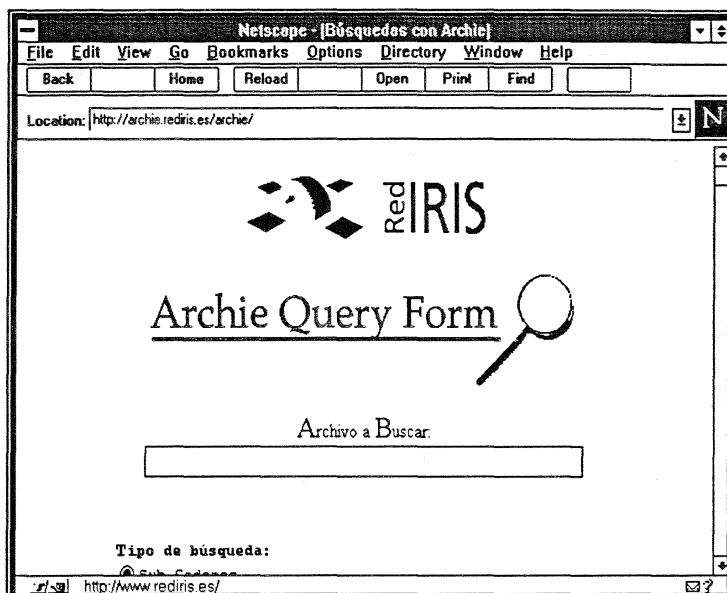 Netscape - [Búsquedas con Archie]
File Edit View Go Bookmarks Options Directory Window Help
Back Home Reload Open Print Find
Location: http://archie.rediris.es/archie/
N
Red IRIS
Archie Query Form
Archivo a Buscar:
Tipo de búsqueda:
Sub Cadenas
http://www.rediris.es/